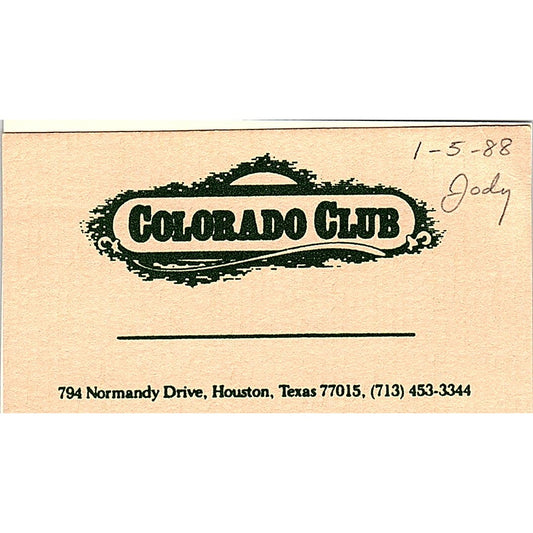 1-5-88
Jody
COLORADO CLUB
794 Normandy Drive, Houston, Texas 77015, (713) 453-3344